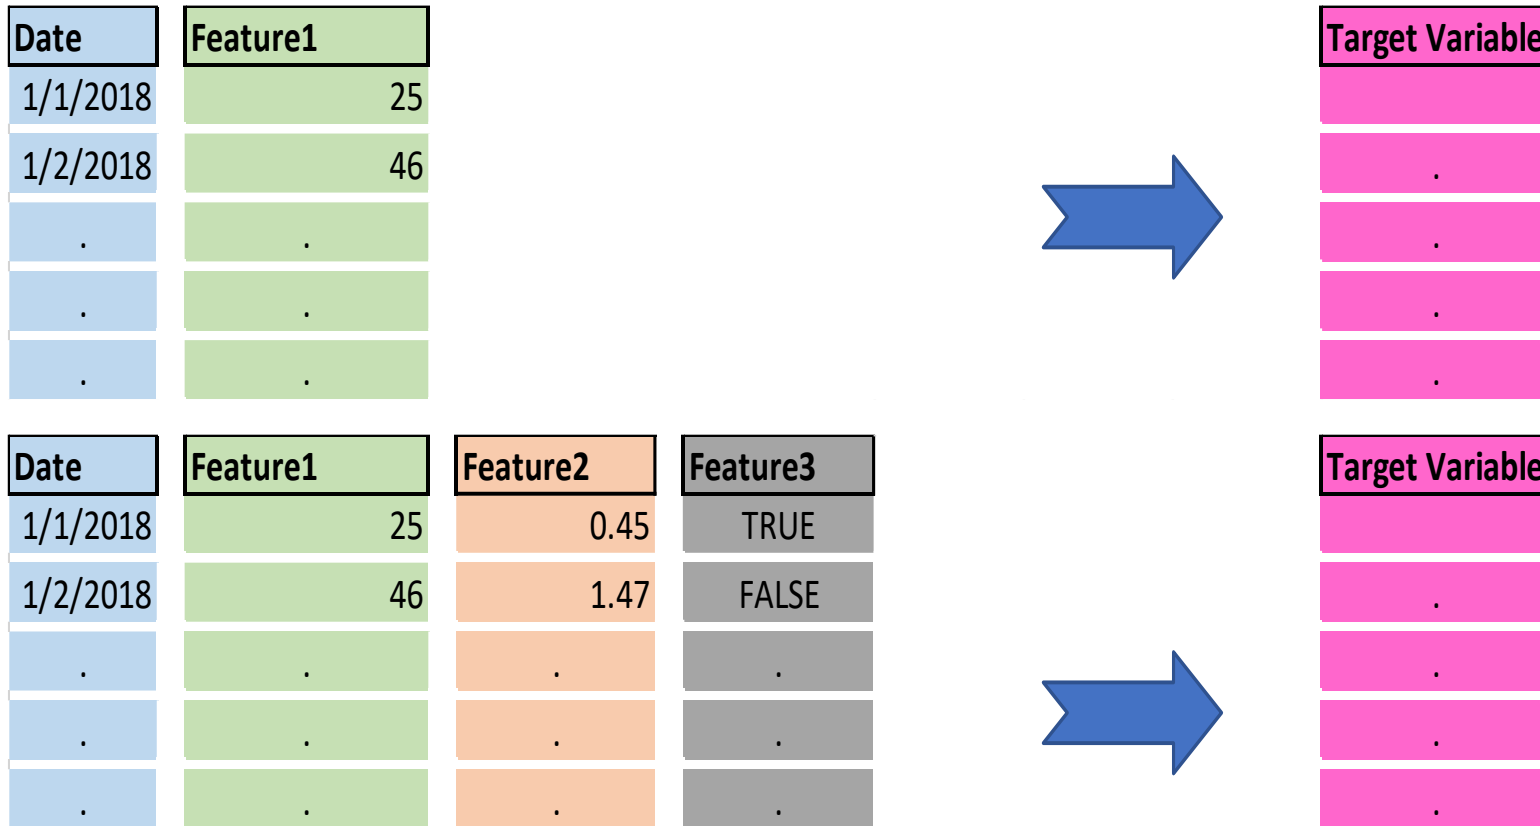 Date Feature1 Target Variable
1/1/2018 25
1/2/2018 46 .
. . .
. . .
. . .
Date Feature1 Feature2 Feature3 Target Variable
1/1/2018 25 0.45 TRUE
1/2/2018 46 1.47 FALSE .
. . . . .
. . . . .
. . . . .